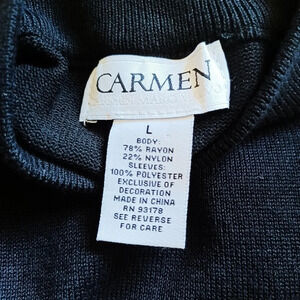 CARMEN
L
BODY:
78% RAYON
22% NYLON
SLEEVES:
100% POLYESTER
EXCLUSIVE OF
DECORATION
MADE IN CHINA
RN 93178
SEE REVERSE
FOR CARE